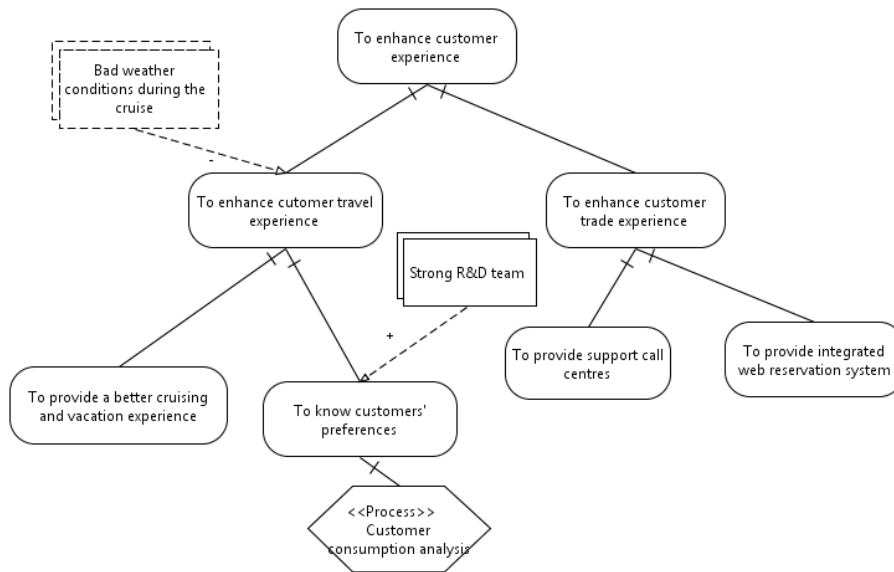 To enhance customer
experience
Bad weather
conditions during the
cruise
-
To enhance cutomer travel
experience
To enhance customer
trade experience
Strong R&D team
+
To provide support call
centres
To provide integrated
web reservation system
To provide a better cruising
and vacation experience
To know customers'
preferences
<<Process>>
Customer
consumption analysis